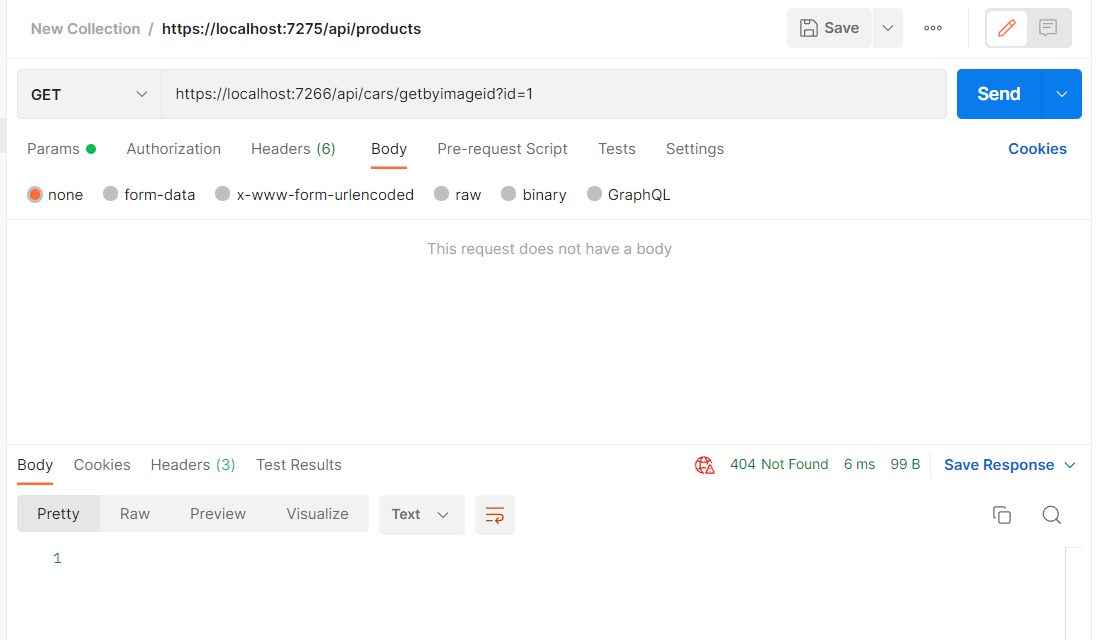 New Collection / https://localhost:7275/api/products Save
GET https://localhost:7266/api/cars/getbyimageid?id=1 Send
Params Authorization Headers (6) Body Pre-request Script Tests Settings Cookies
none form-data x-www-form-urlencoded raw binary GraphQL
This request does not have a body
Body Cookies Headers (3) Test Results 404 Not Found 6 ms 99 B Save Response
Pretty Raw Preview Visualize Text
1